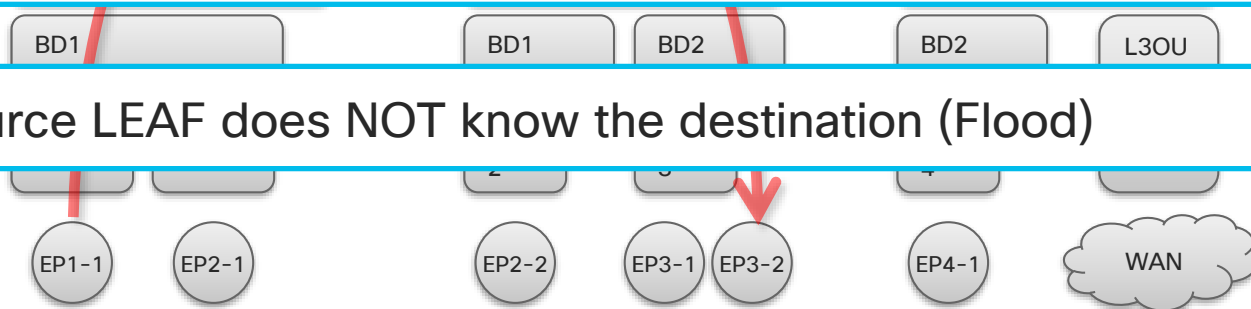 BD1 BD1 BD2 BD2 L3OU
urce LEAF does NOT know the destination (Flood)
EP1-1 EP2-1 EP2-2 EP3-1 EP3-2 EP4-1 WAN